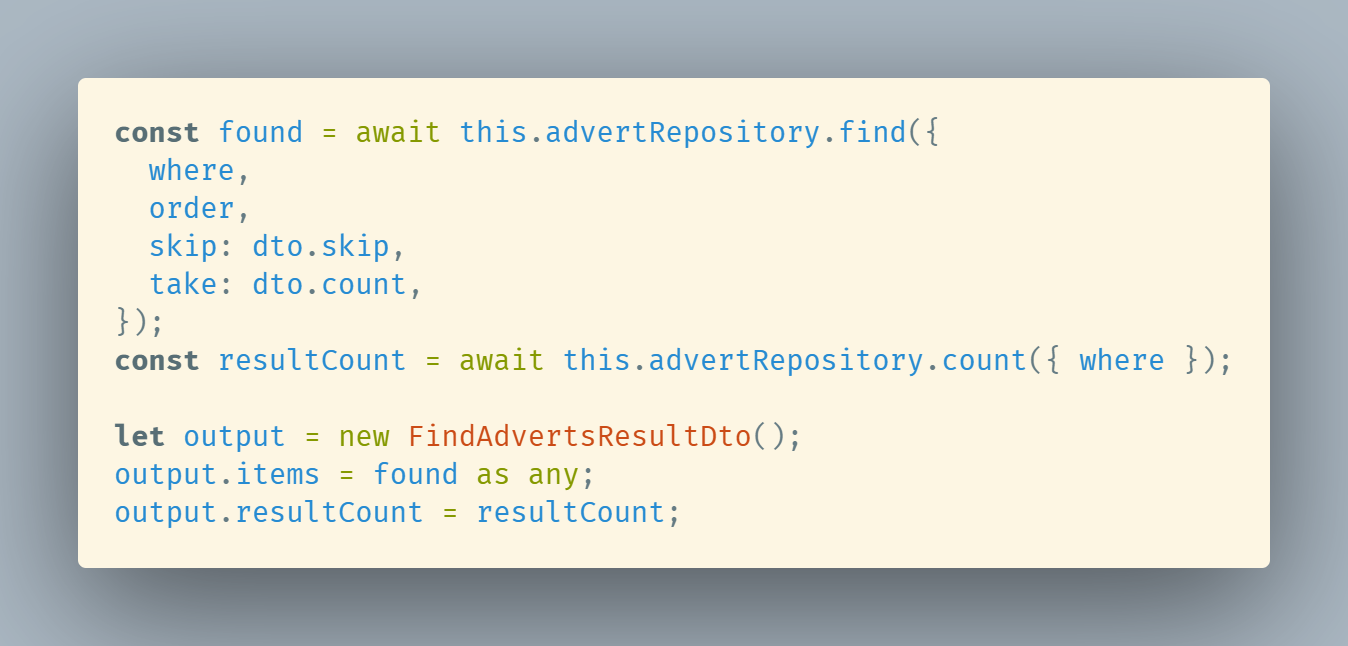 const found = await this.advertRepository.find({
  where,
  order,
  skip: dto.skip,
  take: dto.count,
});
const resultCount = await this.advertRepository.count({ where });

let output = new FindAdvertsResultDto();
output.items = found as any;
output.resultCount = resultCount;